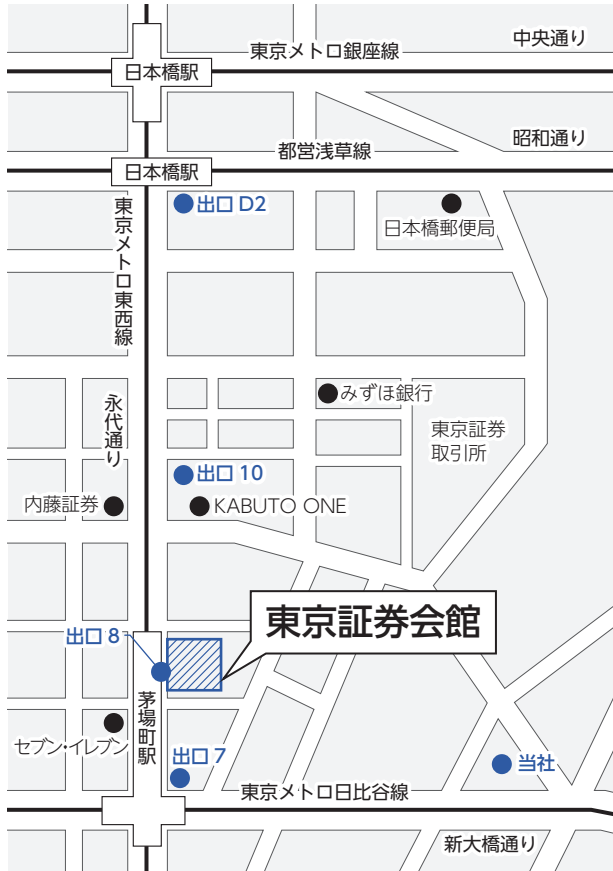 中央通り
東京メトロ銀座線
日本橋駅
昭和通り
都営浅草線
日本橋駅
出口 D2
日本橋郵便局
東京メトロ東西線
みずほ銀行
永代通り
東京証券
取引所
出口 10
内藤証券
KABUTO ONE
東京証券会館
出口 8
茅場町駅
セブン・イレブン
出口 7
当社
東京メトロ日比谷線
新大橋通り